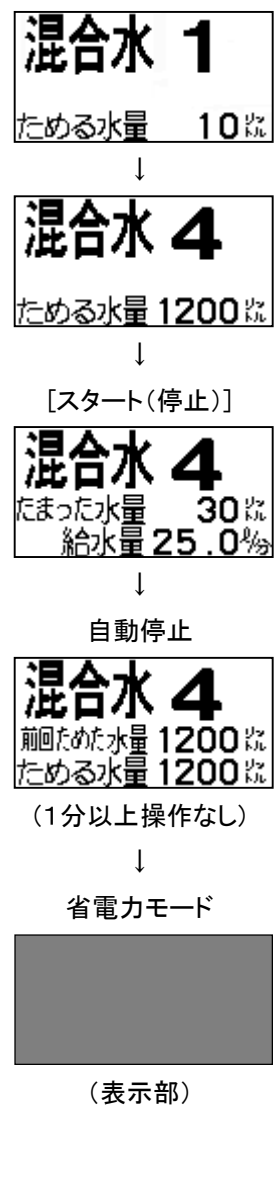 混合水 1
ためる水量 10㍑
↓
混合水 4
ためる水量 1200㍑
↓
[スタート(停止)]
混合水 4
たまった水量 30㍑
給水量 25.0ℓ/分
↓
自動停止
混合水 4
前回ためた水量 1200㍑
ためる水量 1200㍑
(1分以上操作なし)
↓
省電力モード
(表示部)